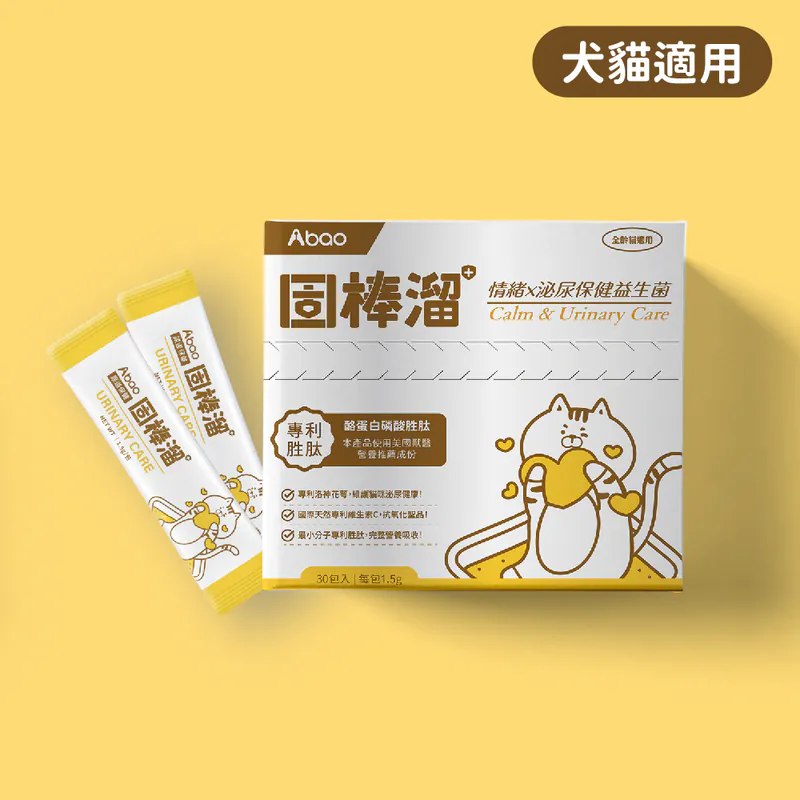 犬貓適用
Abao
全齡貓適用
固棒溜
情緒x泌尿保健益生菌
Calm & Urinary Care
專利
胜肽
酪蛋白磷酸胜肽
本產品使用美國獸醫
營養推薦成份
專利洛神花萼，維護貓咪泌尿健康！
國際天然專利維生素C，抗氧化聖品！
最小分子專利胜肽，完整營養吸收！
30包入 | 每包1.5g
Abao
固棒溜
URINARY CARE
Abao
固棒溜
URINARY CARE